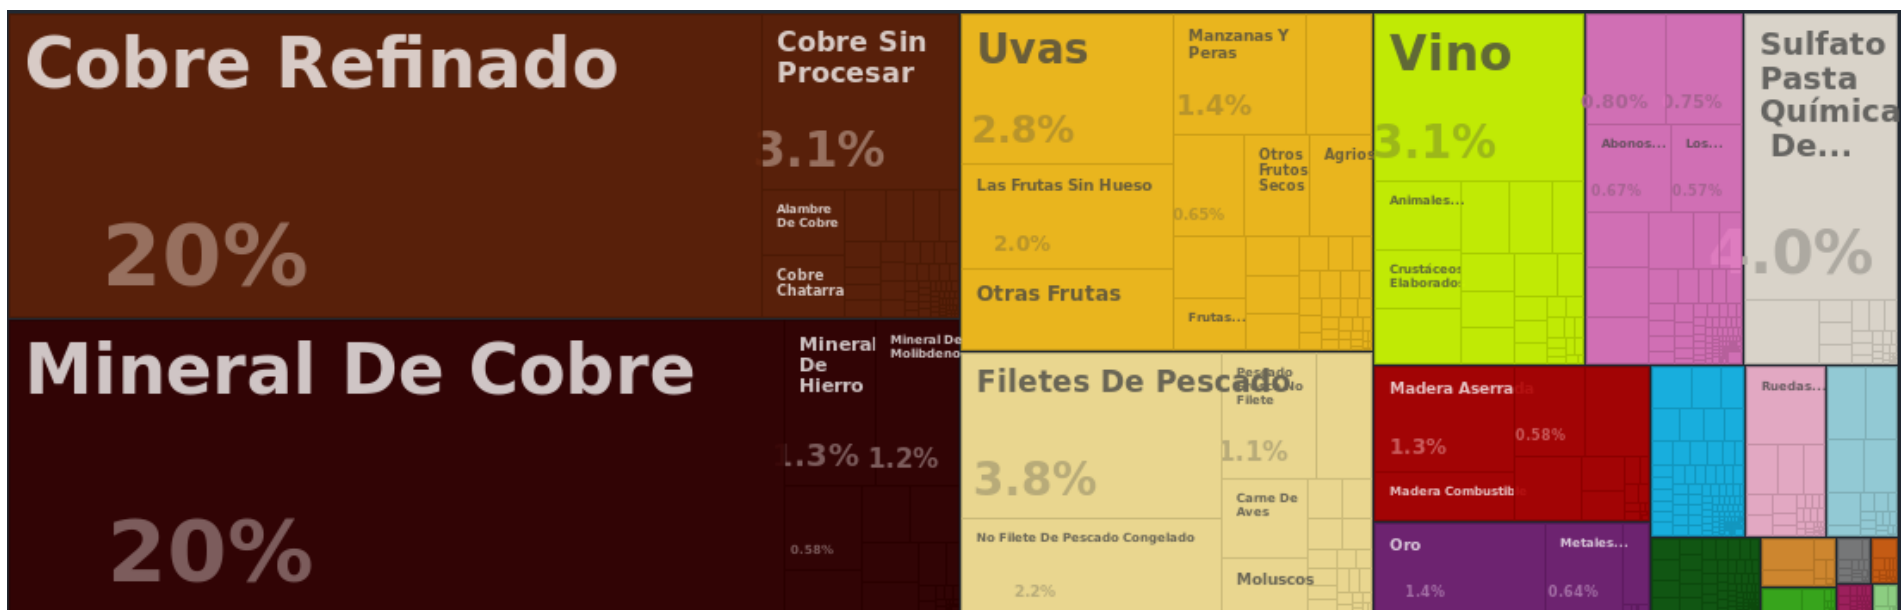 Cobre Refinado
20%
Cobre Sin
Procesar
3.1%
Alambre
De Cobre
Cobre
Chatarra
Mineral De Cobre
20%
Mineral
De
Hierro
1.3%
Mineral De
Molibdeno
1.2%
0.58%
Uvas
2.8%
Manzanas Y
Peras
1.4%
Las Frutas Sin Hueso
2.0%
Otras Frutas
0.65%
Otros
Frutos
Secos
Agrios
Frutas...
Filetes De Pescado
3.8%
Pescado
Fresco No
Filete
1.1%
No Filete De Pescado Congelado
2.2%
Carne De
Aves
Moluscos
Vino
3.1%
Animales...
Crustáceos
Elaborados
0.80%
0.75%
Abonos...
0.67%
Los...
0.57%
Sulfato
Pasta
Química
De...
4.0%
Madera Aserrada
1.3%
0.58%
Madera Combustib
Oro
1.4%
Metales...
0.64%
Ruedas...